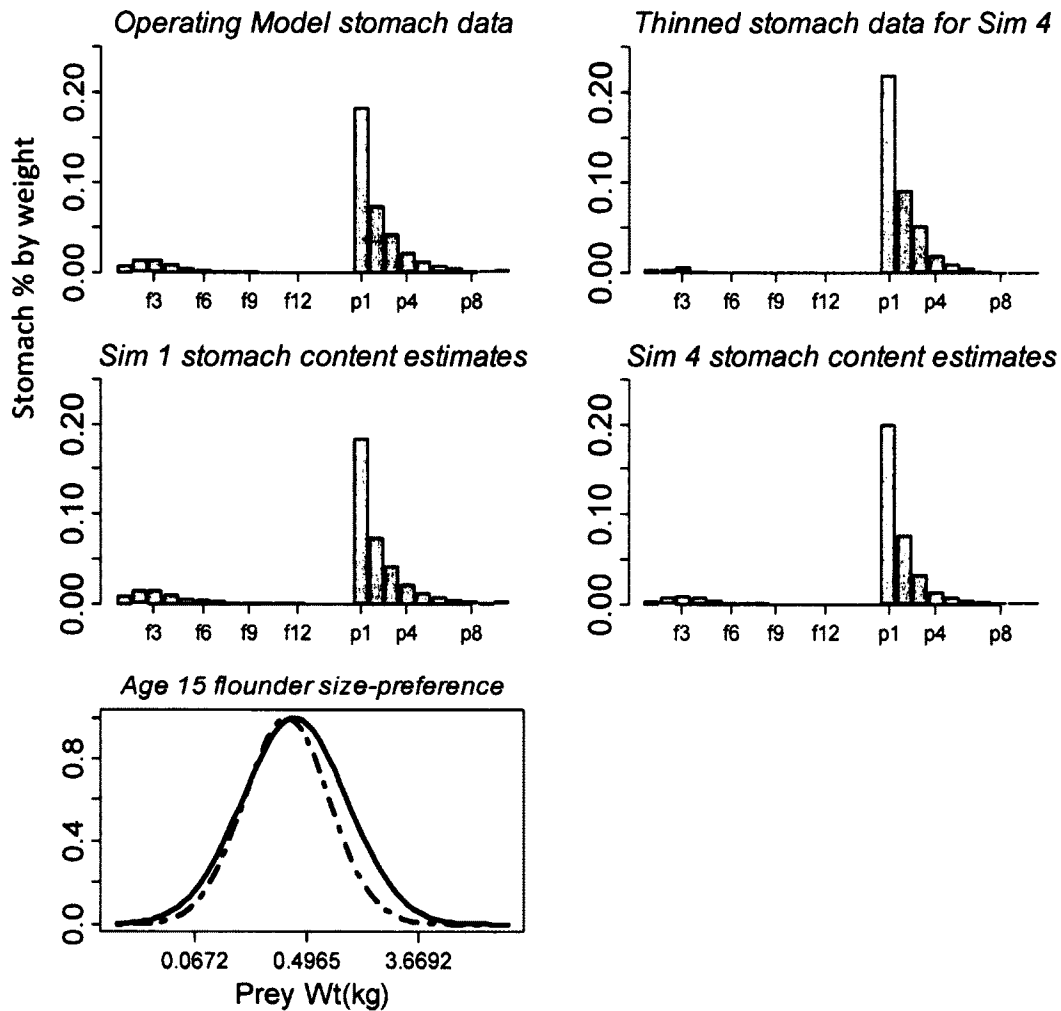 Operating Model stomach data
Thinned stomach data for Sim 4
Stomach % by weight
0.00 0.10 0.20
f3 f6 f9 f12 p1 p4 p8
0.00 0.10 0.20
f3 f6 f9 f12 p1 p4 p8
Sim 1 stomach content estimates
Sim 4 stomach content estimates
0.00 0.10 0.20
f3 f6 f9 f12 p1 p4 p8
0.00 0.10 0.20
f3 f6 f9 f12 p1 p4 p8
Age 15 flounder size-preference
0.0 0.4 0.8
0.0672 0.4965 3.6692
Prey Wt(kg)